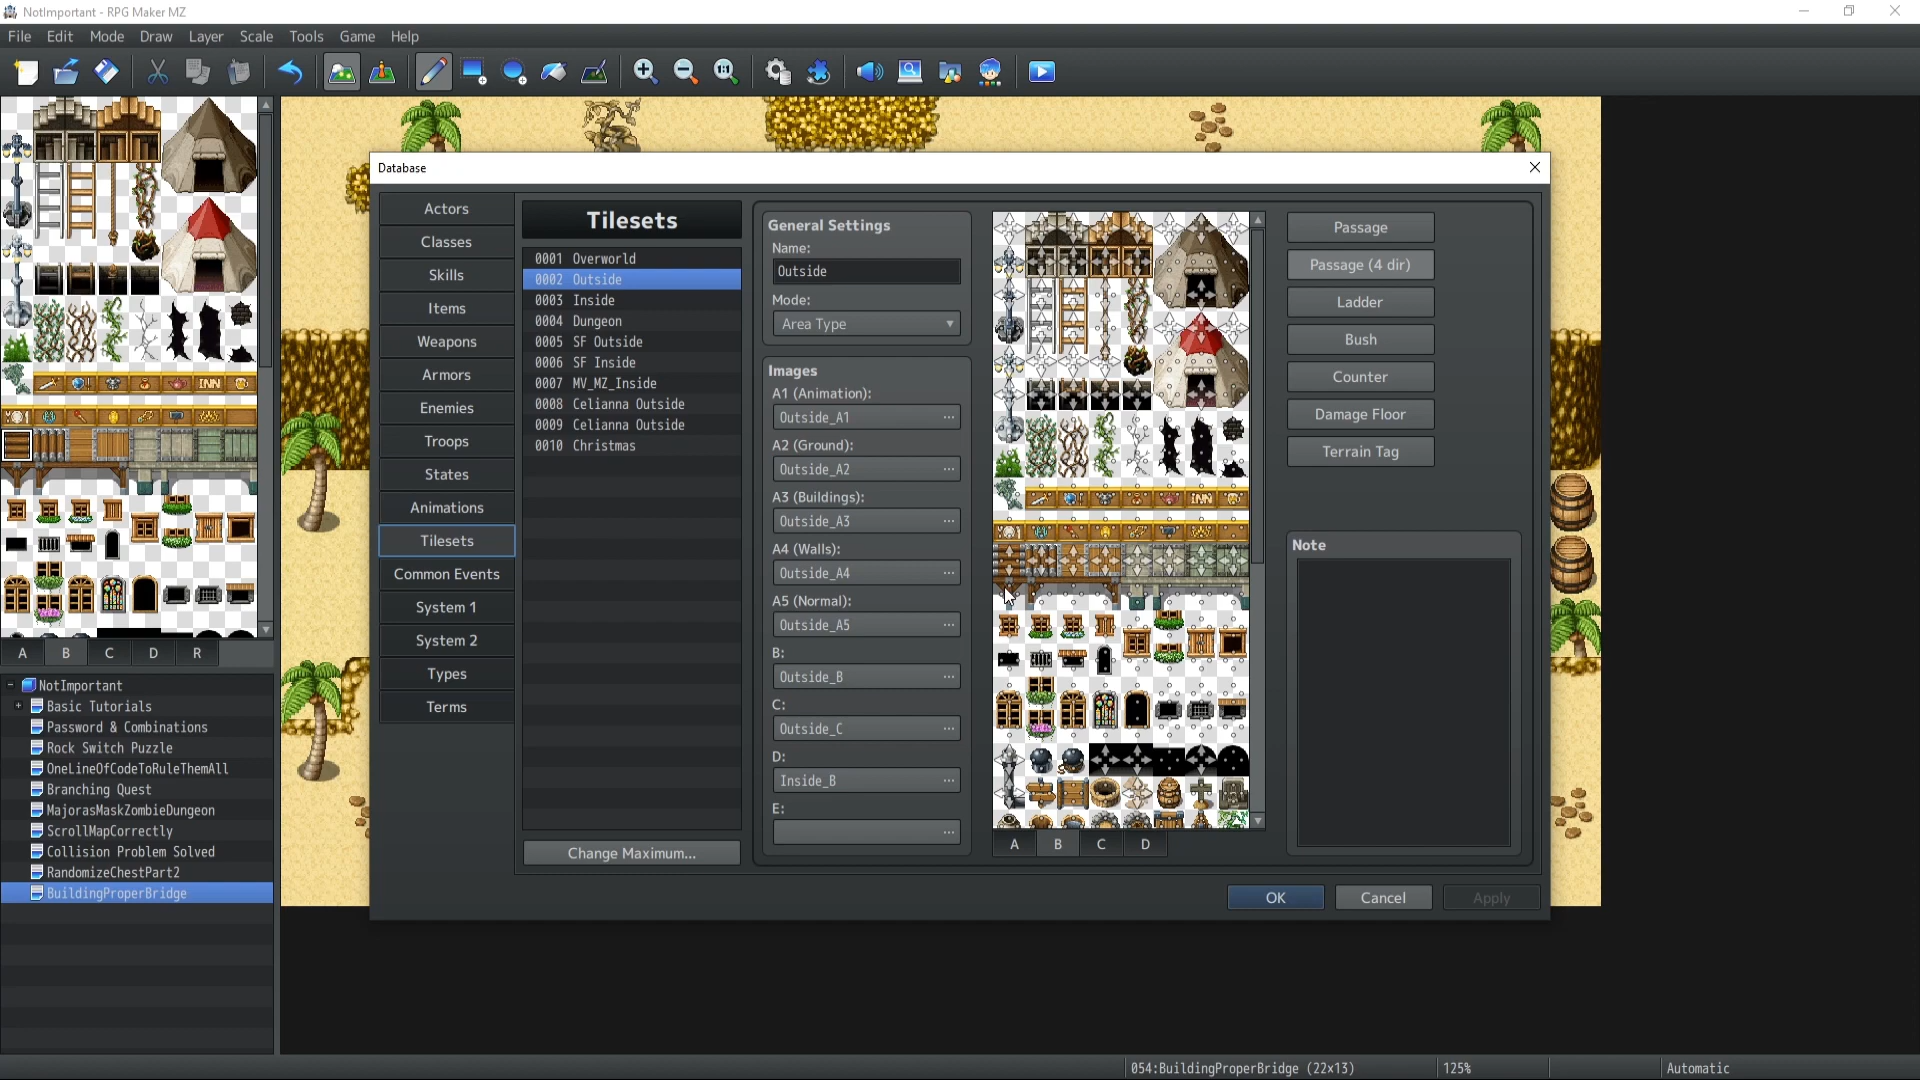 NotImportant - RPG Maker MZ
File Edit Mode Draw Layer Scale Tools Game Help
1:1
INN
A B C D R
NotImportant
Basic Tutorials
Password & Combinations
Rock Switch Puzzle
OneLineOfCodeToRuleThemAll
Branching Quest
MajorasMaskZombieDungeon
ScrollMapCorrectly
Collision Problem Solved
RandomizeChestPart2
BuildingProperBridge
Database
Actors
Classes
Skills
Items
Weapons
Armors
Enemies
Troops
States
Animations
Tilesets
Common Events
System 1
System 2
Types
Terms
Tilesets
0001 Overworld
0002 Outside
0003 Inside
0004 Dungeon
0005 SF Outside
0006 SF Inside
0007 MV_MZ_Inside
0008 Celianna Outside
0009 Celianna Outside
0010 Christmas
Change Maximum...
General Settings
Name:
Outside
Mode:
Area Type
Images
A1 (Animation):
Outside_A1 ...
A2 (Ground):
Outside_A2 ...
A3 (Buildings):
Outside_A3 ...
A4 (Walls):
Outside_A4 ...
A5 (Normal):
Outside_A5 ...
B:
Outside_B ...
C:
Outside_C ...
D:
Inside_B ...
E:
...
INN
A B C D
Passage
Passage (4 dir)
Ladder
Bush
Counter
Damage Floor
Terrain Tag
Note
OK Cancel Apply
054:BuildingProperBridge (22x13) 125% Automatic